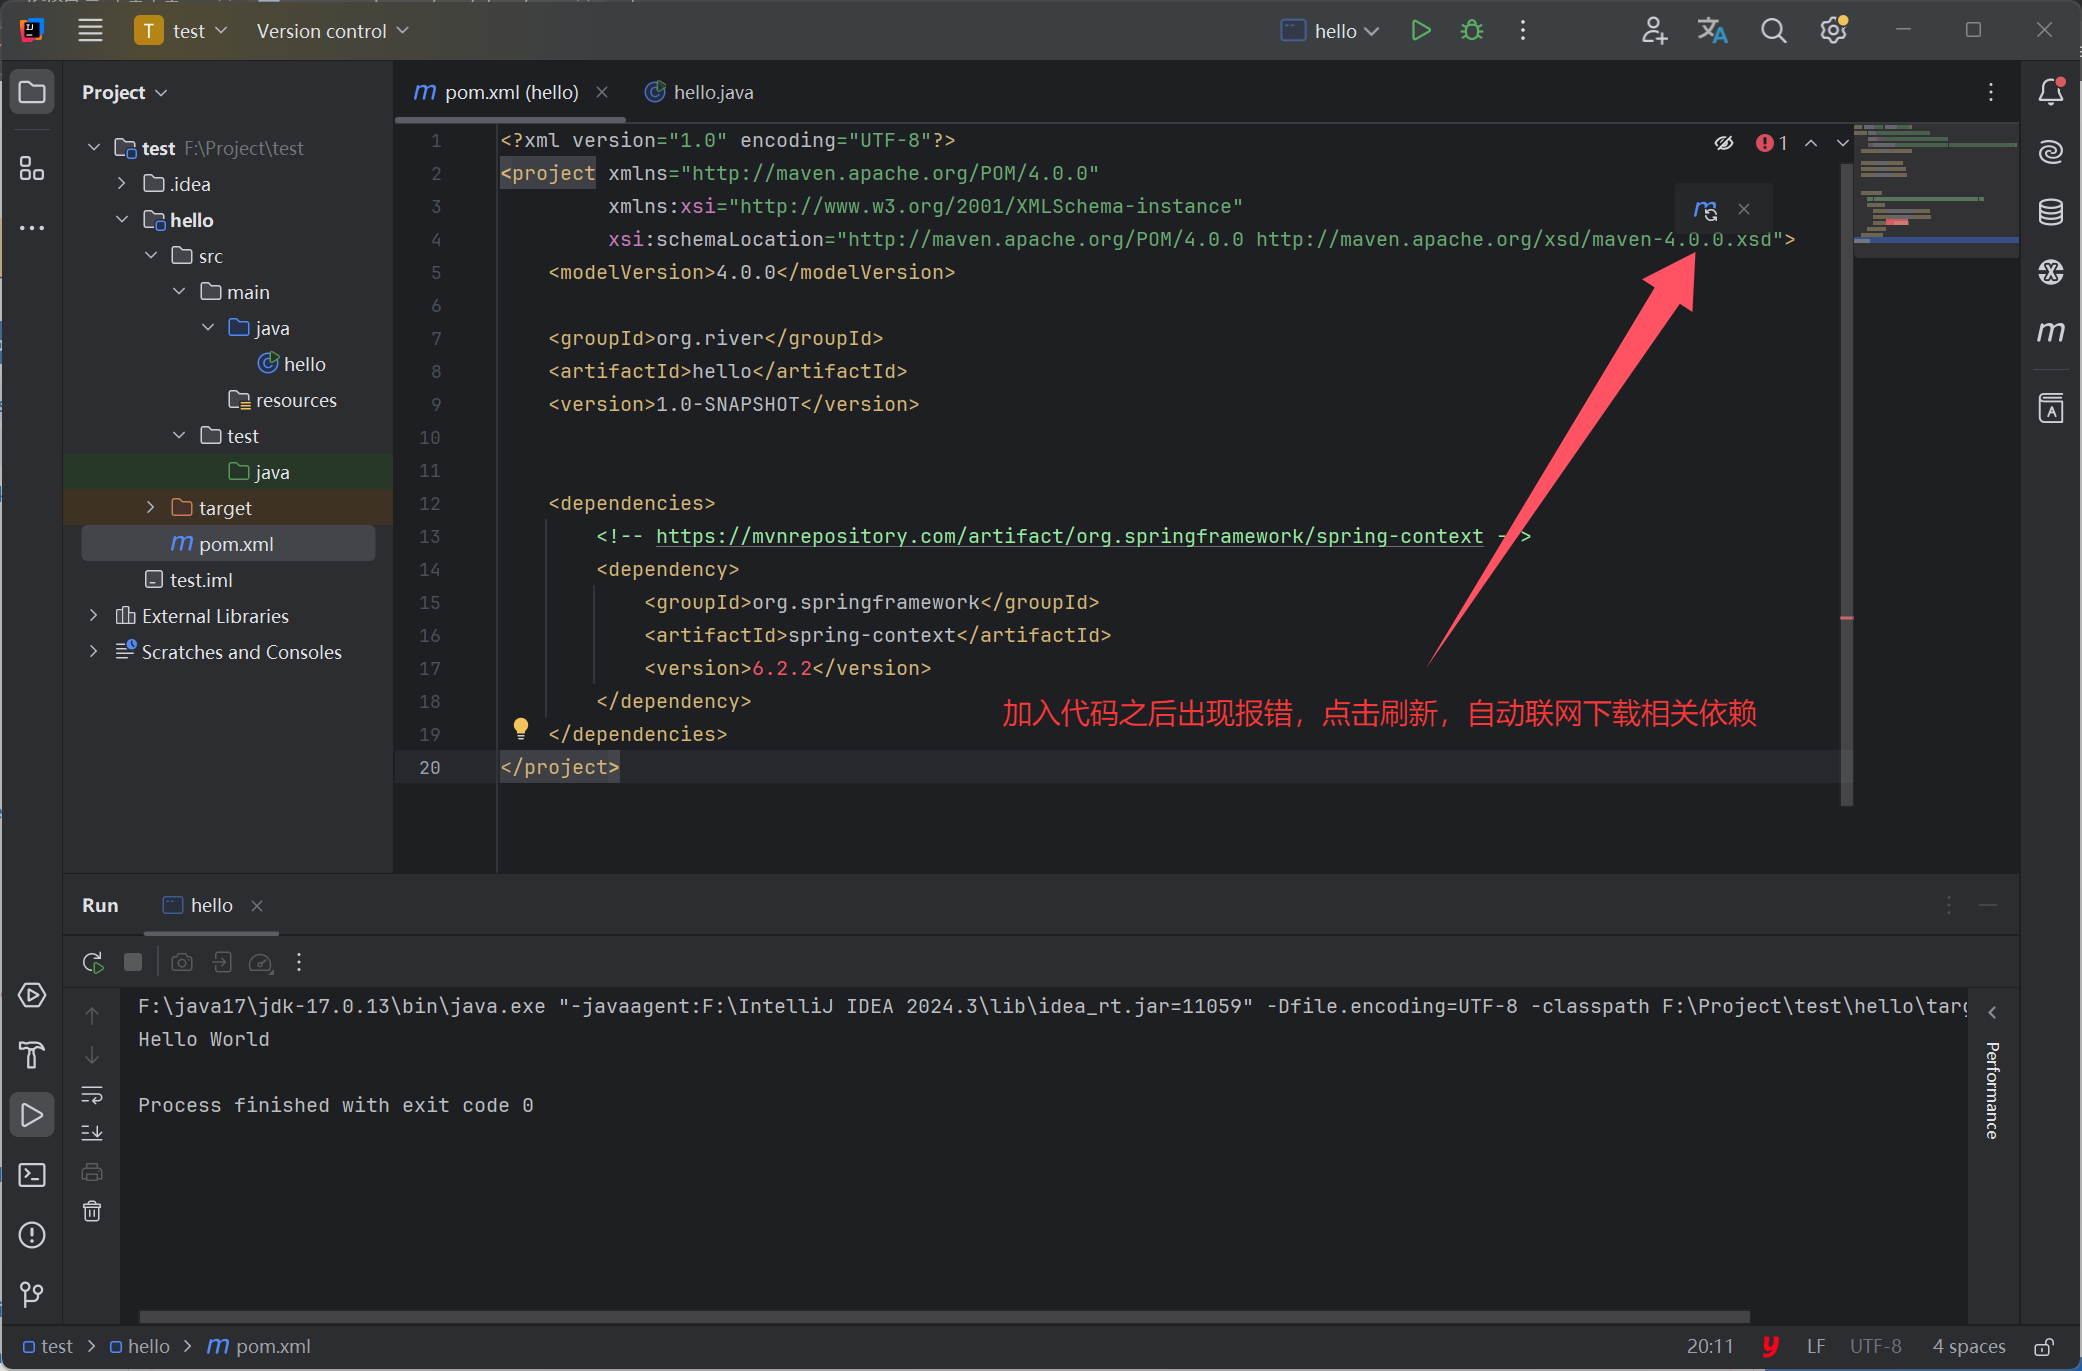 T test Version control hello
Project
pom.xml (hello) hello.java
test F:\Project\test
.idea
hello
src
main
java
hello
resources
test
java
target
pom.xml
test.iml
External Libraries
Scratches and Consoles
1
1 <?xml version="1.0" encoding="UTF-8"?>
2 <project xmlns="http://maven.apache.org/POM/4.0.0"
3 xmlns:xsi="http://www.w3.org/2001/XMLSchema-instance"
4 xsi:schemaLocation="http://maven.apache.org/POM/4.0.0 http://maven.apache.org/xsd/maven-4.0.0.xsd">
5 <modelVersion>4.0.0</modelVersion>
6
7 <groupId>org.river</groupId>
8 <artifactId>hello</artifactId>
9 <version>1.0-SNAPSHOT</version>
10
11
12 <dependencies>
13 <!-- https://mvnrepository.com/artifact/org.springframework/spring-context -->
14 <dependency>
15 <groupId>org.springframework</groupId>
16 <artifactId>spring-context</artifactId>
17 <version>6.2.2</version>
18 </dependency>
19 </dependencies>
20 </project>
加入代码之后出现报错，点击刷新，自动联网下载相关依赖
Run hello
F:\java17\jdk-17.0.13\bin\java.exe "-javaagent:F:\IntelliJ IDEA 2024.3\lib\idea_rt.jar=11059" -Dfile.encoding=UTF-8 -classpath F:\Project\test\hello\targ
Hello World
Process finished with exit code 0
Performance
test > hello > pom.xml 20:11 LF UTF-8 4 spaces